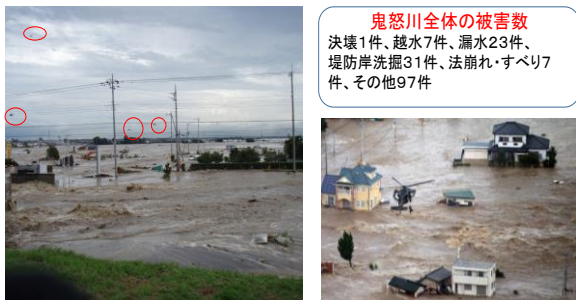 鬼怒川全体の被害数
決壊1件、越水7件、漏水23件、
堤防岸洗掘31件、法崩れ・すべり7
件、その他97件